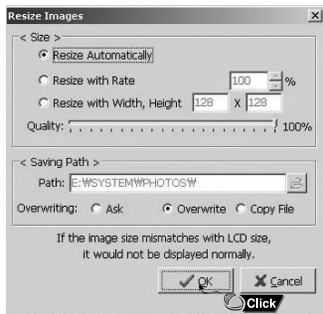 Resize Images
< Size >
Resize Automatically
Resize with Rate 100 %
Resize with Width, Height 128 X 128
Quality: 100%
< Saving Path >
Path: E:₩SYSTEM₩PHOTOS₩
Overwriting: Ask Overwrite Copy File
If the image size mismatches with LCD size,
it would not be displayed normally.
OK Cancel
Click